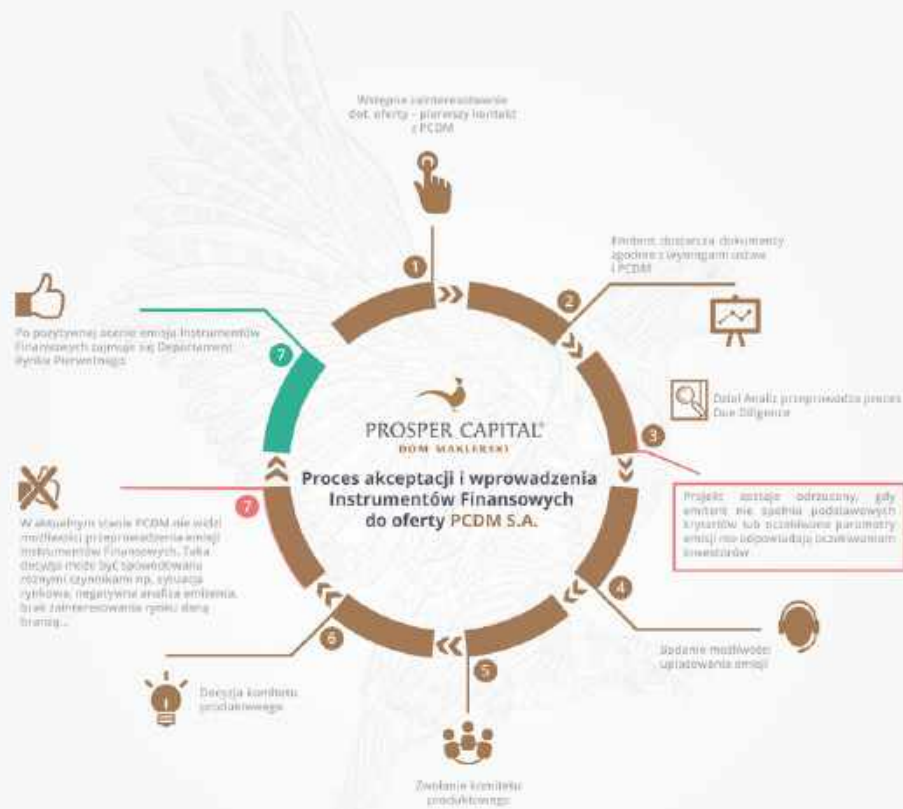 Wstępne zainteresowanie
dot. oferty - pierwszy kontakt
z PCDM
1
Emitent dostarcza dokumenty
zgodnie z wymogami ustaw
i PCDM
2
Dział Analiz przeprowadza proces
Due Diligence
3
Projekt zostaje odrzucony, gdy
emitent nie spełnia podstawowych
kryteriów lub oczekiwane parametry
emisji nie odpowiadają oczekiwaniom
inwestorów
4
Badanie możliwości
uplasowania emisji
5
Zwołanie komitetu
produktowego
6
Decyzja komitetu
produktowego
7
W aktualnym stanie PCDM nie widzi
możliwości przeprowadzenia emisji
Instrumentów Finansowych. Taka
decyzja może być spowodowana
różnymi czynnikami np. sytuacja
rynkowa, negatywna analiza emitenta,
brak zainteresowania rynku daną
branżą...
7
Po pozytywnej ocenie emisją Instrumentów
Finansowych zajmuje się Departament
Rynku Pierwotnego
PROSPER CAPITAL®
DOM MAKLERSKI
Proces akceptacji i wprowadzenia
Instrumentów Finansowych
do oferty PCDM S.A.